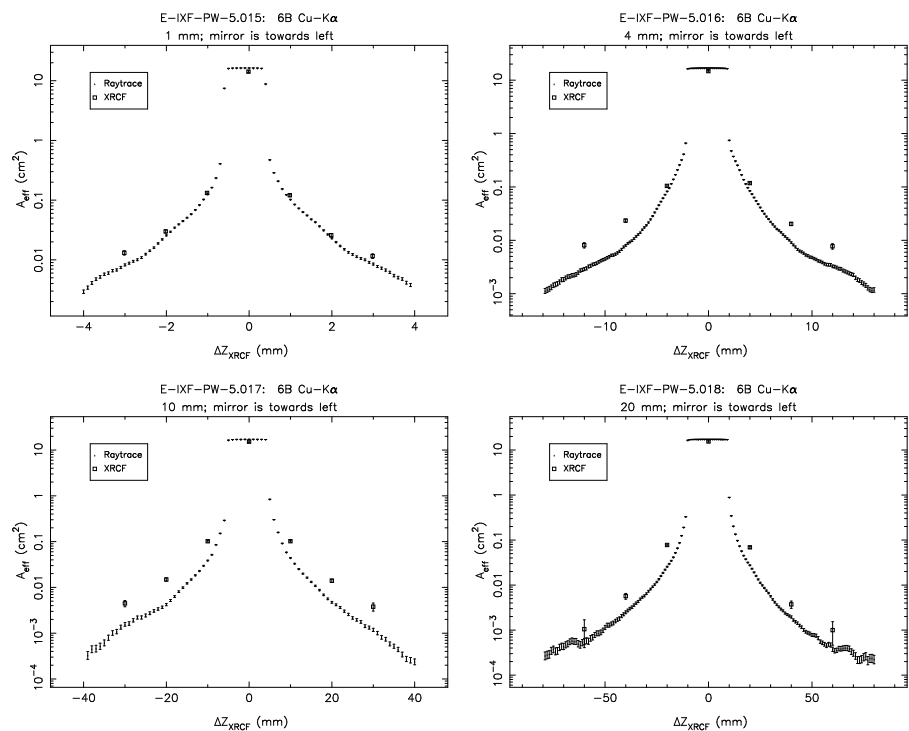 E-IXF-PW-5.015: 6B Cu-Kα
1 mm; mirror is towards left
Raytrace
XRCF
A_eff (cm²)
10
1
0.1
0.01
−4
−2
0
2
4
ΔZ_XRCF (mm)
E-IXF-PW-5.016: 6B Cu-Kα
4 mm; mirror is towards left
Raytrace
XRCF
A_eff (cm²)
10
1
0.1
0.01
10⁻³
−10
0
10
ΔZ_XRCF (mm)
E-IXF-PW-5.017: 6B Cu-Kα
10 mm; mirror is towards left
Raytrace
XRCF
A_eff (cm²)
10
1
0.1
0.01
10⁻³
10⁻⁴
−40
−20
0
20
40
ΔZ_XRCF (mm)
E-IXF-PW-5.018: 6B Cu-Kα
20 mm; mirror is towards left
Raytrace
XRCF
A_eff (cm²)
10
1
0.1
0.01
10⁻³
10⁻⁴
−50
0
50
ΔZ_XRCF (mm)